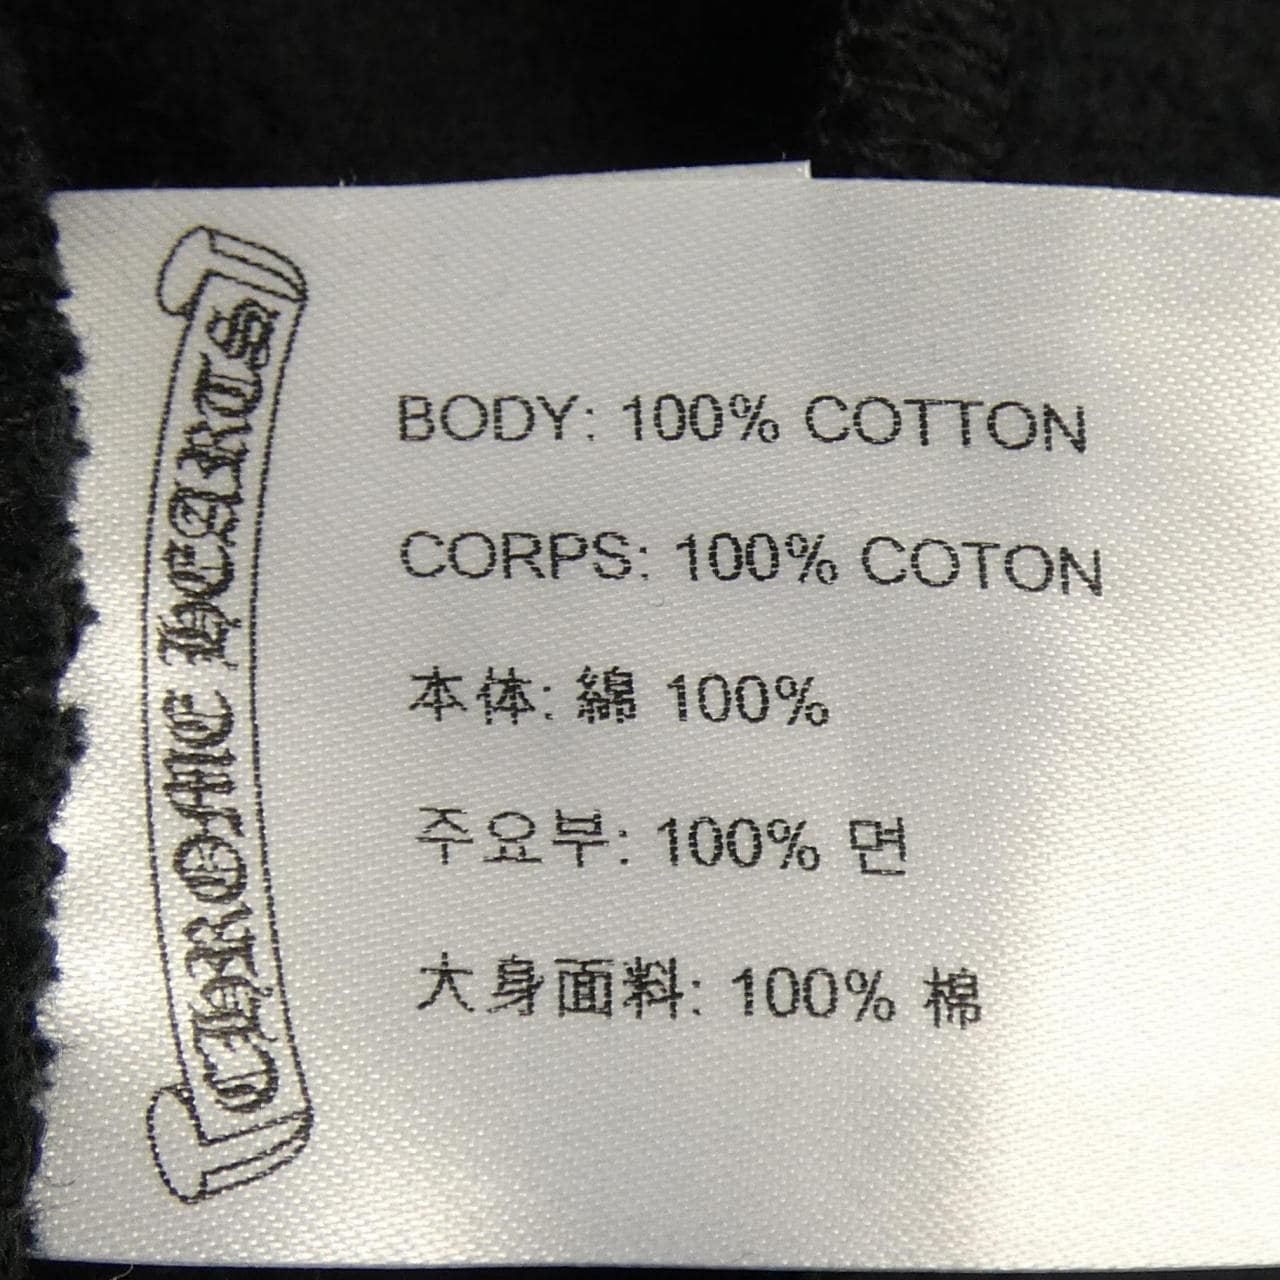 CHROME HEARTS
BODY: 100% COTTON
CORPS: 100% COTON
本体: 綿 100%
주요부: 100% 면
大身面料: 100% 棉